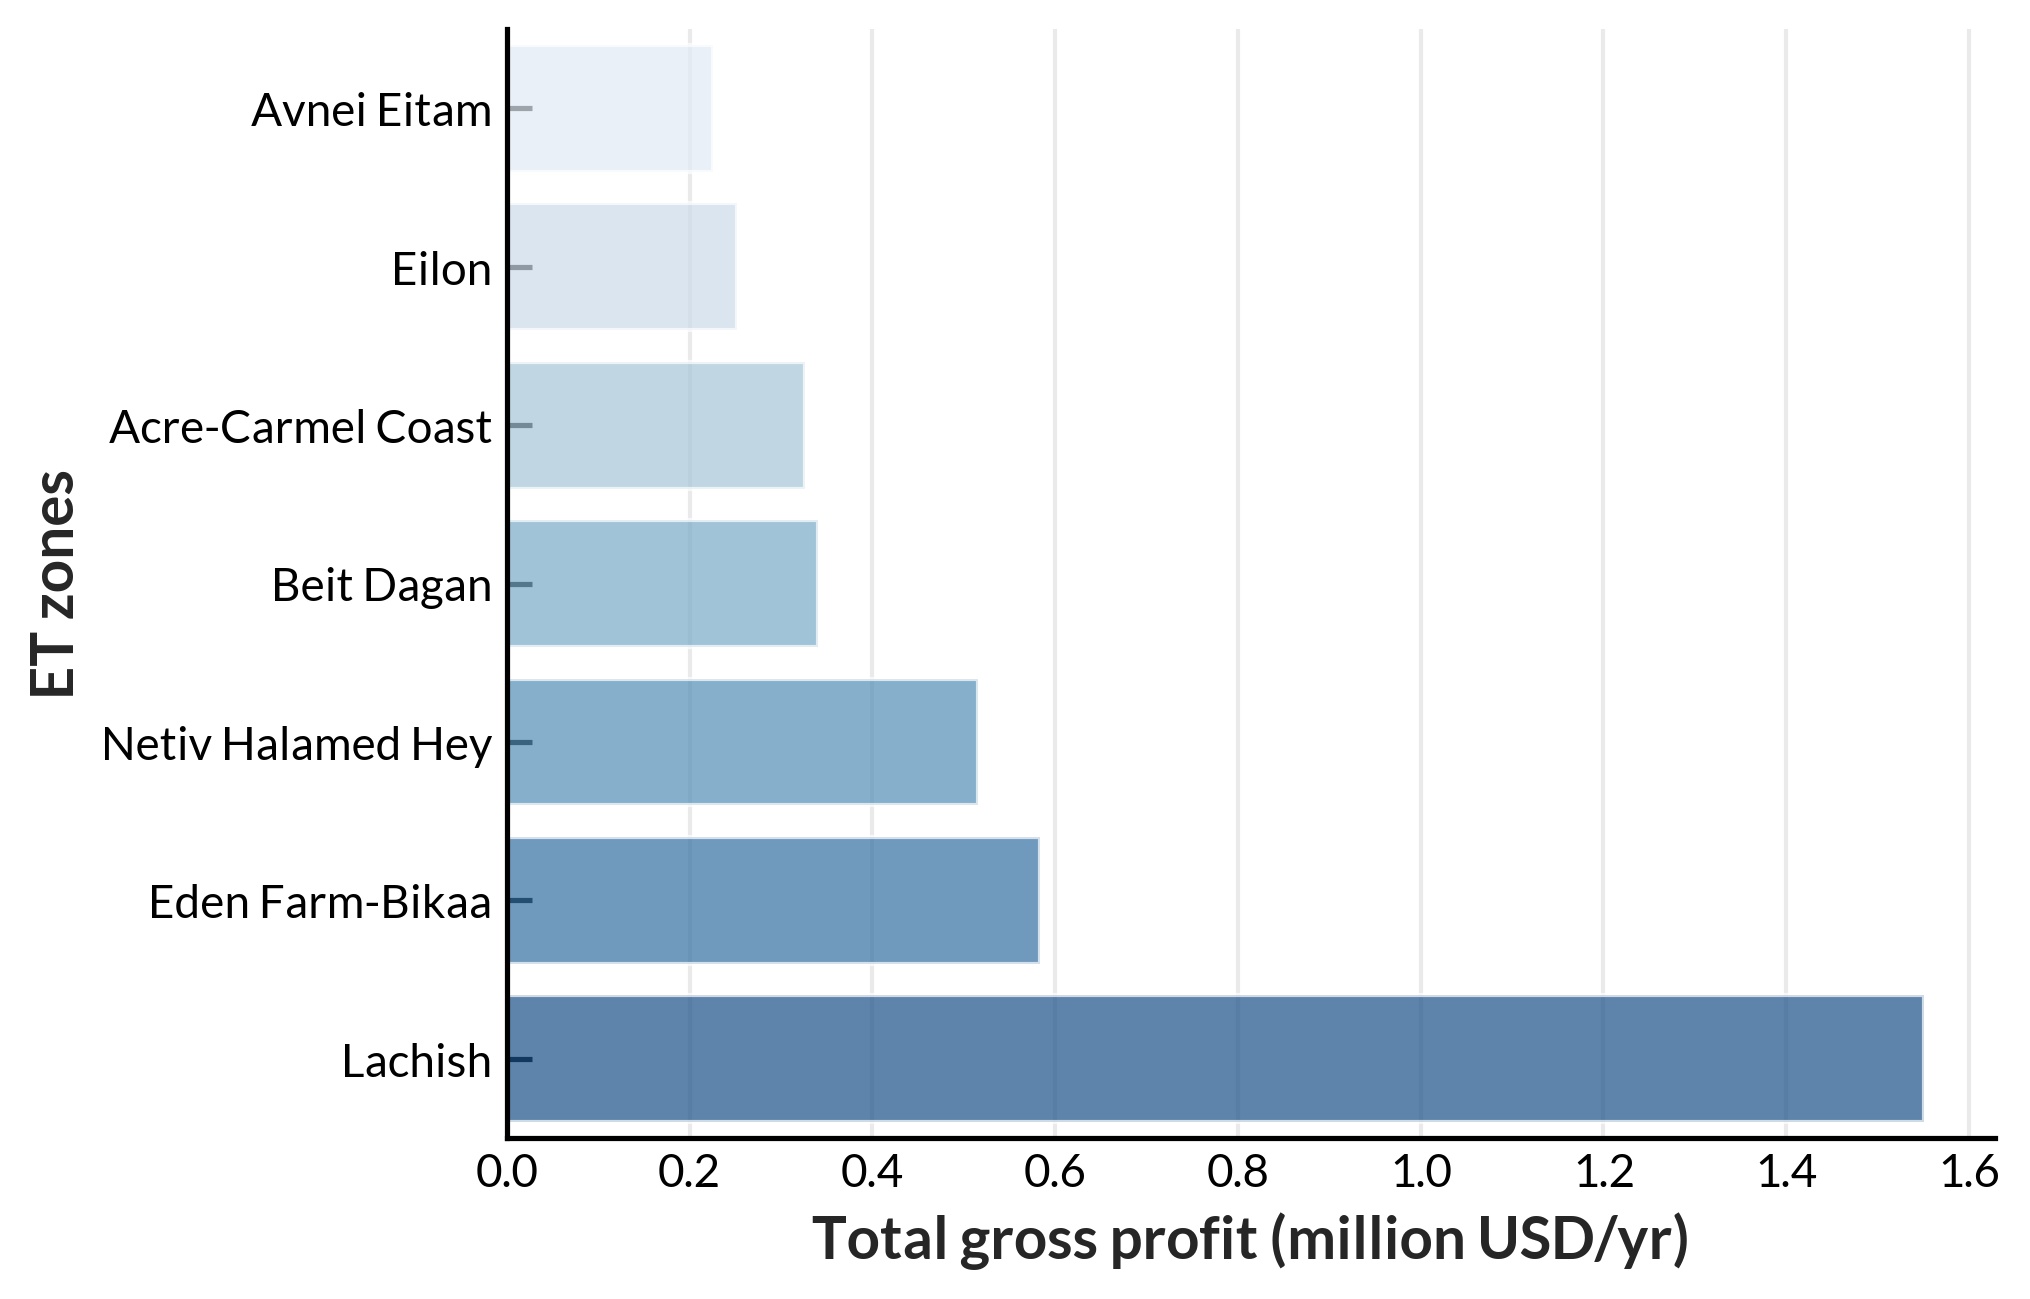 Avnei Eitam
Eilon
Acre-Carmel Coast
Beit Dagan
Netiv Halamed Hey
Eden Farm-Bikaa
Lachish
ET zones
0.0 0.2 0.4 0.6 0.8 1.0 1.2 1.4 1.6
Total gross profit (million USD/yr)